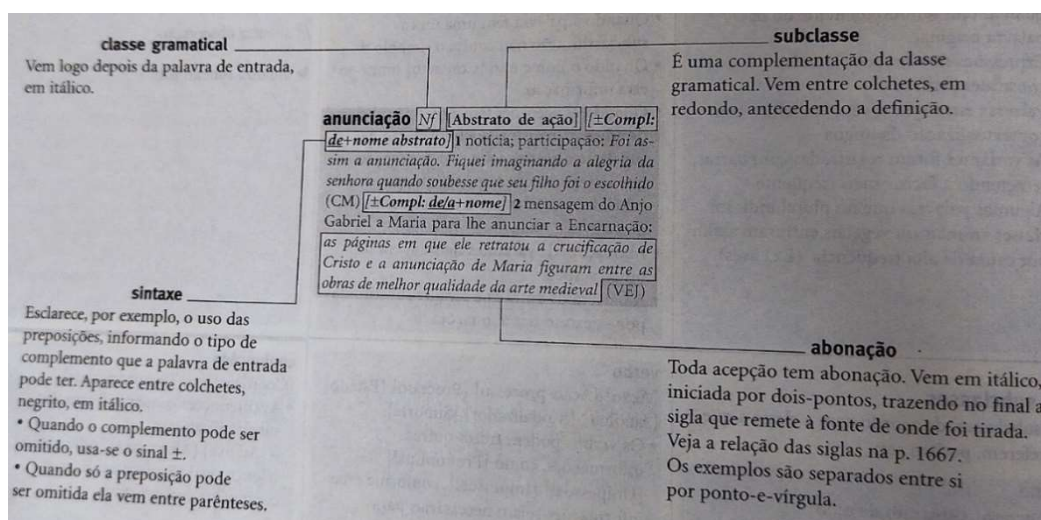 classe gramatical
Vem logo depois da palavra de entrada,
em itálico.
subclasse
É uma complementação da classe
gramatical. Vem entre colchetes, em
redondo, antecedendo a definição.
anunciação Nf [Abstrato de ação] [±Compl:
de+nome abstrato] 1 notícia; participação: Foi as-
sim a anunciação. Fiquei imaginando a alegria da
senhora quando soubesse que seu filho foi o escolhido
(CM) [±Compl: de/a+nome] 2 mensagem do Anjo
Gabriel a Maria para lhe anunciar a Encarnação:
as páginas em que ele retratou a crucificação de
Cristo e a anunciação de Maria figuram entre as
obras de melhor qualidade da arte medieval (VEJ)
sintaxe
Esclarece, por exemplo, o uso das
preposições, informando o tipo de
complemento que a palavra de entrada
pode ter. Aparece entre colchetes,
negrito, em itálico.
• Quando o complemento pode ser
omitido, usa-se o sinal ±.
• Quando só a preposição pode
ser omitida ela vem entre parênteses.
abonação
Toda acepção tem abonação. Vem em itálico,
iniciada por dois-pontos, trazendo no final a
sigla que remete à fonte de onde foi tirada.
Veja a relação das siglas na p. 1667.
Os exemplos são separados entre si
por ponto-e-vírgula.